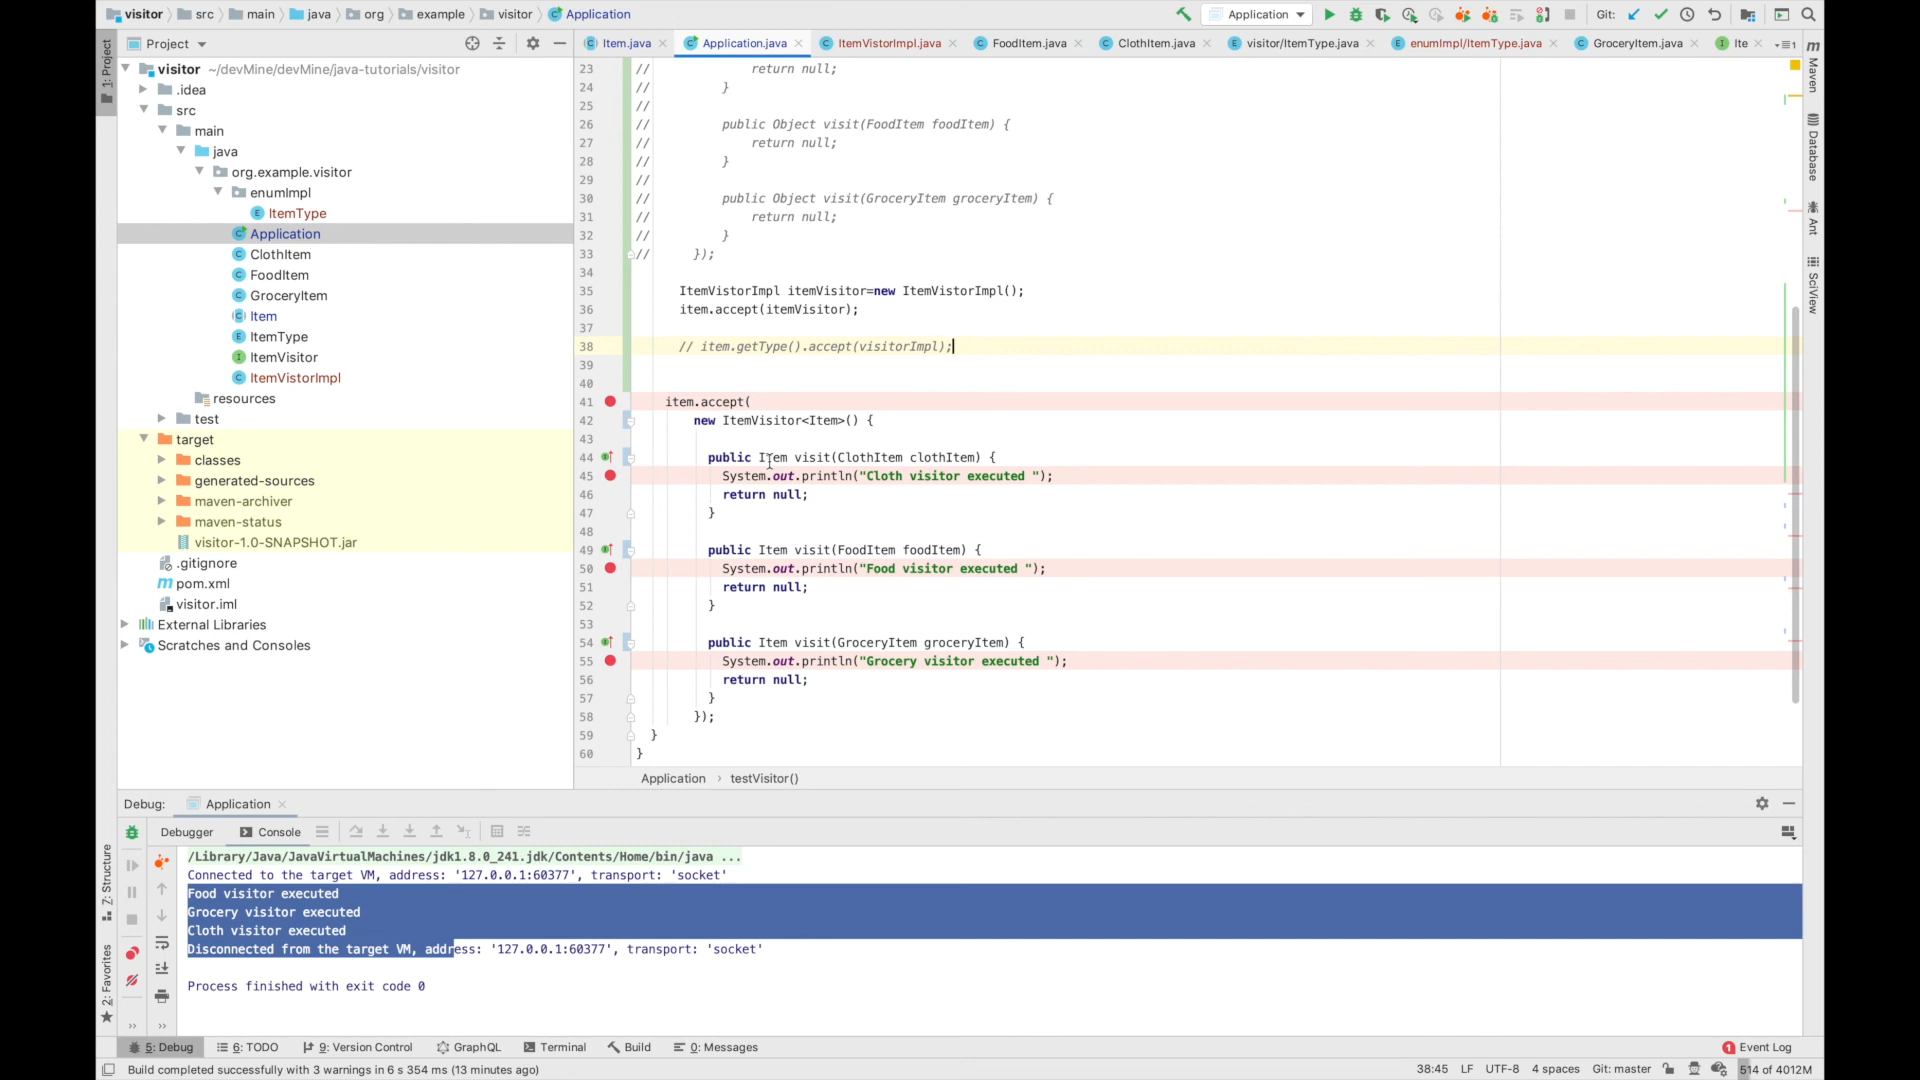 visitor src main java org example visitor Application
Application Git:
1: Project
Project
Item.java Application.java ItemVistorImpl.java FoodItem.java ClothItem.java visitor/ItemType.java enumImpl/ItemType.java GroceryItem.java Ite
visitor ~/devMine/devMine/java-tutorials/visitor
.idea
src
main
java
org.example.visitor
enumImpl
ItemType
Application
ClothItem
FoodItem
GroceryItem
Item
ItemType
ItemVisitor
ItemVistorImpl
resources
test
target
classes
generated-sources
maven-archiver
maven-status
visitor-1.0-SNAPSHOT.jar
.gitignore
pom.xml
visitor.iml
External Libraries
Scratches and Consoles
23 // return null;
24 // }
25 //
26 // public Object visit(FoodItem foodItem) {
27 // return null;
28 // }
29 //
30 // public Object visit(GroceryItem groceryItem) {
31 // return null;
32 // }
33 // });
34
35 ItemVistorImpl itemVisitor=new ItemVistorImpl();
36 item.accept(itemVisitor);
37
38 // item.getType().accept(visitorImpl);
39
40
41 item.accept(
42 new ItemVisitor<Item>() {
43
44 public Item visit(ClothItem clothItem) {
45 System.out.println("Cloth visitor executed ");
46 return null;
47 }
48
49 public Item visit(FoodItem foodItem) {
50 System.out.println("Food visitor executed ");
51 return null;
52 }
53
54 public Item visit(GroceryItem groceryItem) {
55 System.out.println("Grocery visitor executed ");
56 return null;
57 }
58 });
59 }
60 }
Application › testVisitor()
Maven
Database
Ant
SciView
Debug: Application
Debugger Console
/Library/Java/JavaVirtualMachines/jdk1.8.0_241.jdk/Contents/Home/bin/java ...
Connected to the target VM, address: '127.0.0.1:60377', transport: 'socket'
Food visitor executed
Grocery visitor executed
Cloth visitor executed
Disconnected from the target VM, address: '127.0.0.1:60377', transport: 'socket'
Process finished with exit code 0
Z: Structure
2: Favorites
5: Debug 6: TODO 9: Version Control GraphQL Terminal Build 0: Messages 1 Event Log
Build completed successfully with 3 warnings in 6 s 354 ms (13 minutes ago) 38:45 LF UTF-8 4 spaces Git: master 514 of 4012M